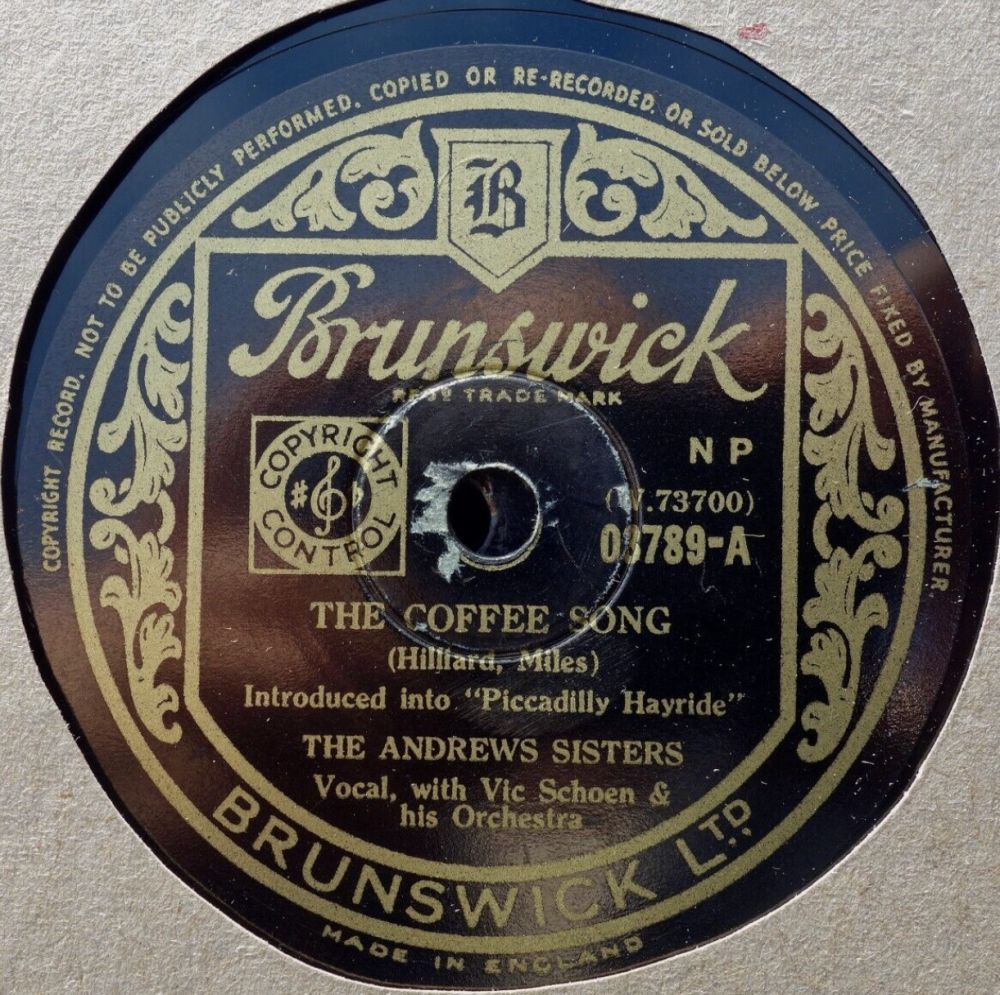 COPYRIGHT RECORD. NOT TO BE PUBLICLY PERFORMED. COPIED OR RE-RECORDED. OR SOLD BELOW PRICE FIXED BY MANUFACTURER.
B
Brunswick
REGD TRADE MARK
COPYRIGHT
CONTROL
NP
(W.73700)
03789-A
THE COFFEE SONG
(Hilliard, Miles)
Introduced into "Piccadilly Hayride"
THE ANDREWS SISTERS
Vocal, with Vic Schoen &
his Orchestra
BRUNSWICK LTD.
MADE IN ENGLAND